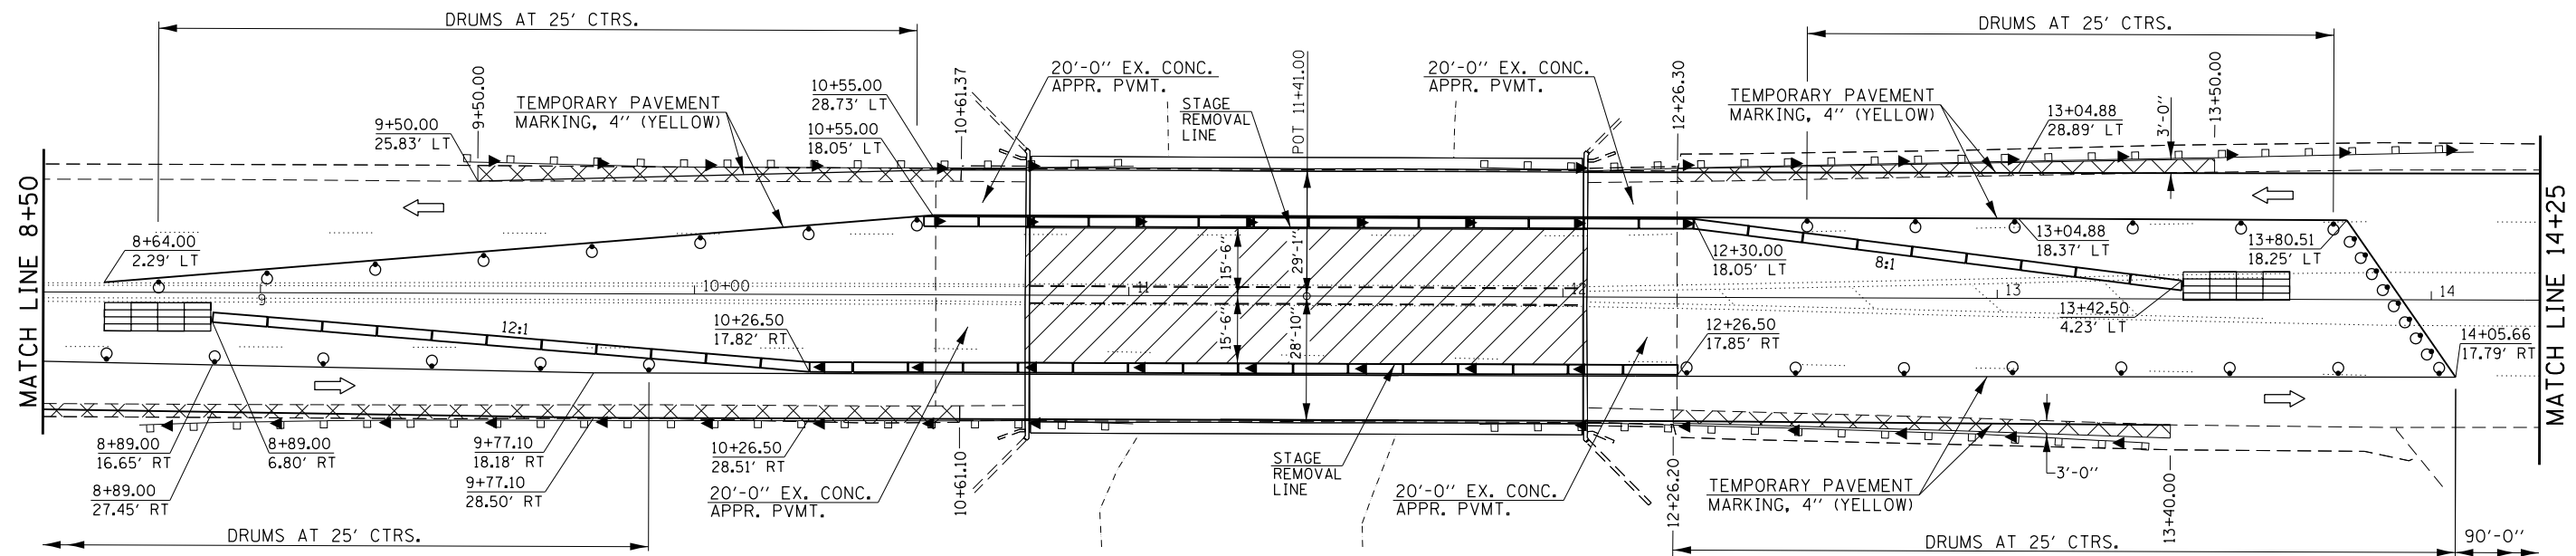 DRUMS AT 25' CTRS.
DRUMS AT 25' CTRS.
20'-0" EX. CONC.
APPR. PVMT.
POT 11+41.00
20'-0" EX. CONC.
APPR. PVMT.
9+50.00
TEMPORARY PAVEMENT
MARKING, 4" (YELLOW)
10+55.00
28.73' LT
10+55.00
18.05' LT
10+61.37
STAGE
REMOVAL
LINE
12+26.30
TEMPORARY PAVEMENT
MARKING, 4" (YELLOW)
13+04.88
28.89' LT
3'-0"
13+50.00
9+50.00
25.83' LT
MATCH LINE 8+50
MATCH LINE 14+25
8+64.00
2.29' LT
15'-6"
29'-1"
12+30.00
18.05' LT
8:1
13+04.88
18.37' LT
13+80.51
18.25' LT
9
10+00
11
12
13
14
13+42.50
4.23' LT
12:1
10+26.50
17.82' RT
15'-6"
28'-10"
12+26.50
17.85' RT
14+05.66
17.79' RT
8+89.00
16.65' RT
8+89.00
6.80' RT
9+77.10
18.18' RT
10+26.50
28.51' RT
8+89.00
27.45' RT
9+77.10
28.50' RT
20'-0" EX. CONC.
APPR. PVMT.
10+61.10
STAGE
REMOVAL
LINE
20'-0" EX. CONC.
APPR. PVMT.
12+26.20
TEMPORARY PAVEMENT
MARKING, 4" (YELLOW)
3'-0"
13+40.00
DRUMS AT 25' CTRS.
DRUMS AT 25' CTRS.
90'-0"